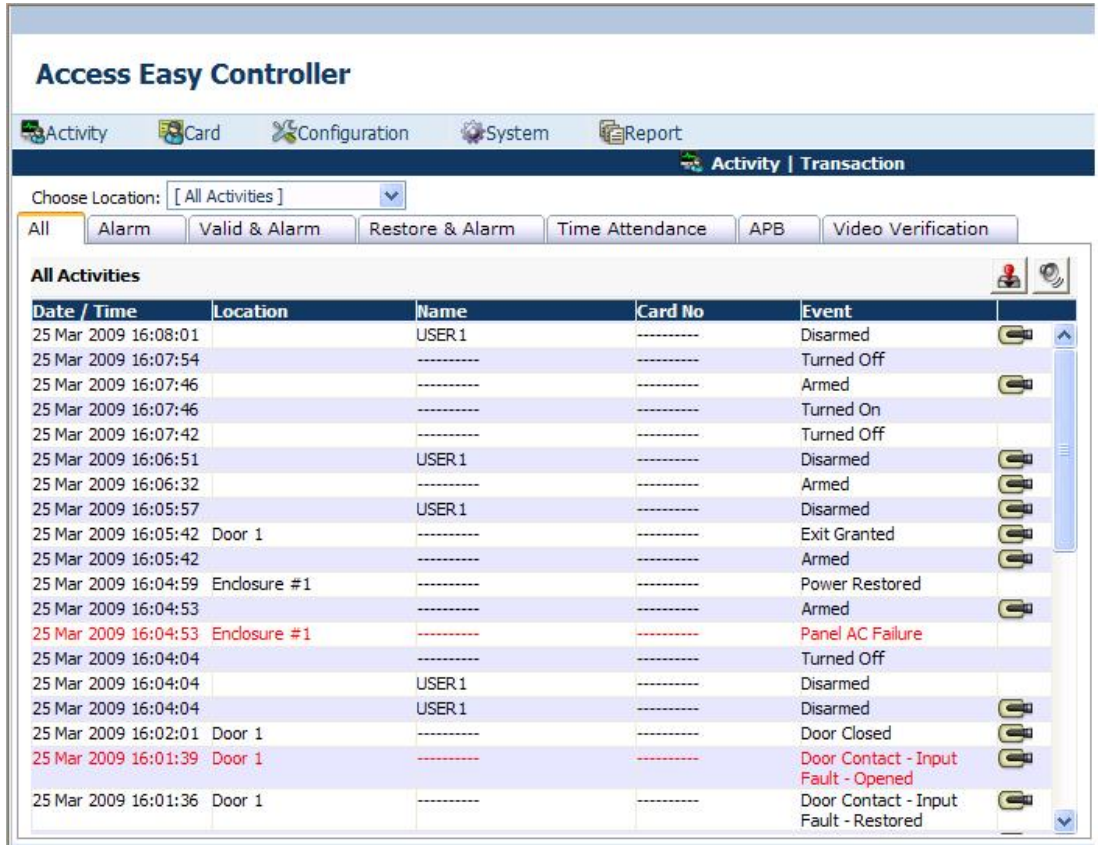 Access Easy Controller
Activity Card Configuration System Report
Activity | Transaction
Choose Location: [ All Activities ]
All Alarm Valid & Alarm Restore & Alarm Time Attendance APB Video Verification
All Activities
Date / Time Location Name Card No Event
25 Mar 2009 16:08:01 USER1 ---------- Disarmed
25 Mar 2009 16:07:54 ---------- ---------- Turned Off
25 Mar 2009 16:07:46 ---------- ---------- Armed
25 Mar 2009 16:07:46 ---------- ---------- Turned On
25 Mar 2009 16:07:42 ---------- ---------- Turned Off
25 Mar 2009 16:06:51 USER1 ---------- Disarmed
25 Mar 2009 16:06:32 ---------- ---------- Armed
25 Mar 2009 16:05:57 USER1 ---------- Disarmed
25 Mar 2009 16:05:42 Door 1 ---------- ---------- Exit Granted
25 Mar 2009 16:05:42 ---------- ---------- Armed
25 Mar 2009 16:04:59 Enclosure #1 ---------- ---------- Power Restored
25 Mar 2009 16:04:53 ---------- ---------- Armed
25 Mar 2009 16:04:53 Enclosure #1 ---------- ---------- Panel AC Failure
25 Mar 2009 16:04:04 ---------- ---------- Turned Off
25 Mar 2009 16:04:04 USER1 ---------- Disarmed
25 Mar 2009 16:04:04 USER1 ---------- Disarmed
25 Mar 2009 16:02:01 Door 1 ---------- ---------- Door Closed
25 Mar 2009 16:01:39 Door 1 ---------- ---------- Door Contact - Input
Fault - Opened
25 Mar 2009 16:01:36 Door 1 ---------- ---------- Door Contact - Input
Fault - Restored